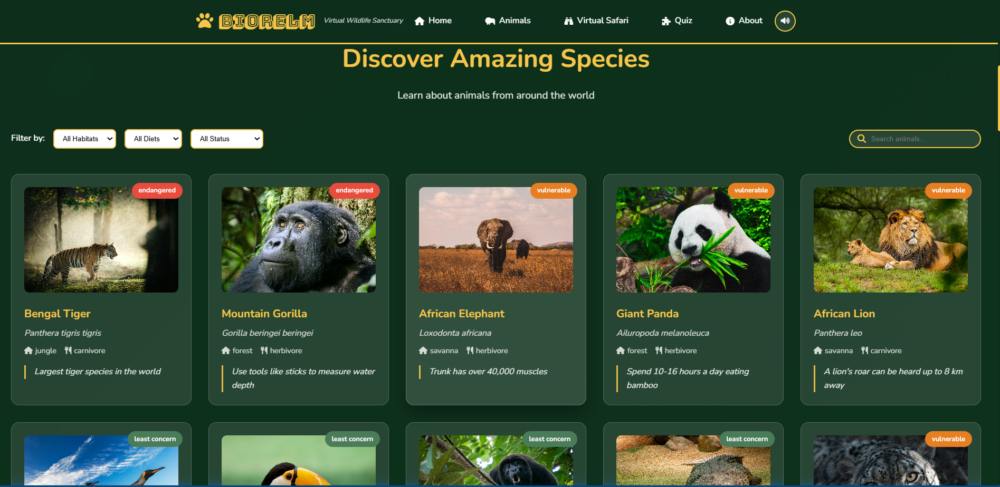 BIORELM Virtual Wildlife Sanctuary Home Animals Virtual Safari Quiz About
Discover Amazing Species
Learn about animals from around the world
Filter by: All Habitats All Diets All Status Search animals...
endangered
Bengal Tiger
Panthera tigris tigris
jungle carnivore
Largest tiger species in the world
endangered
Mountain Gorilla
Gorilla beringei beringei
forest herbivore
Use tools like sticks to measure water
depth
vulnerable
African Elephant
Loxodonta africana
savanna herbivore
Trunk has over 40,000 muscles
vulnerable
Giant Panda
Ailuropoda melanoleuca
forest herbivore
Spend 10-16 hours a day eating
bamboo
vulnerable
African Lion
Panthera leo
savanna carnivore
A lion's roar can be heard up to 8 km
away
least concern
least concern
least concern
least concern
vulnerable